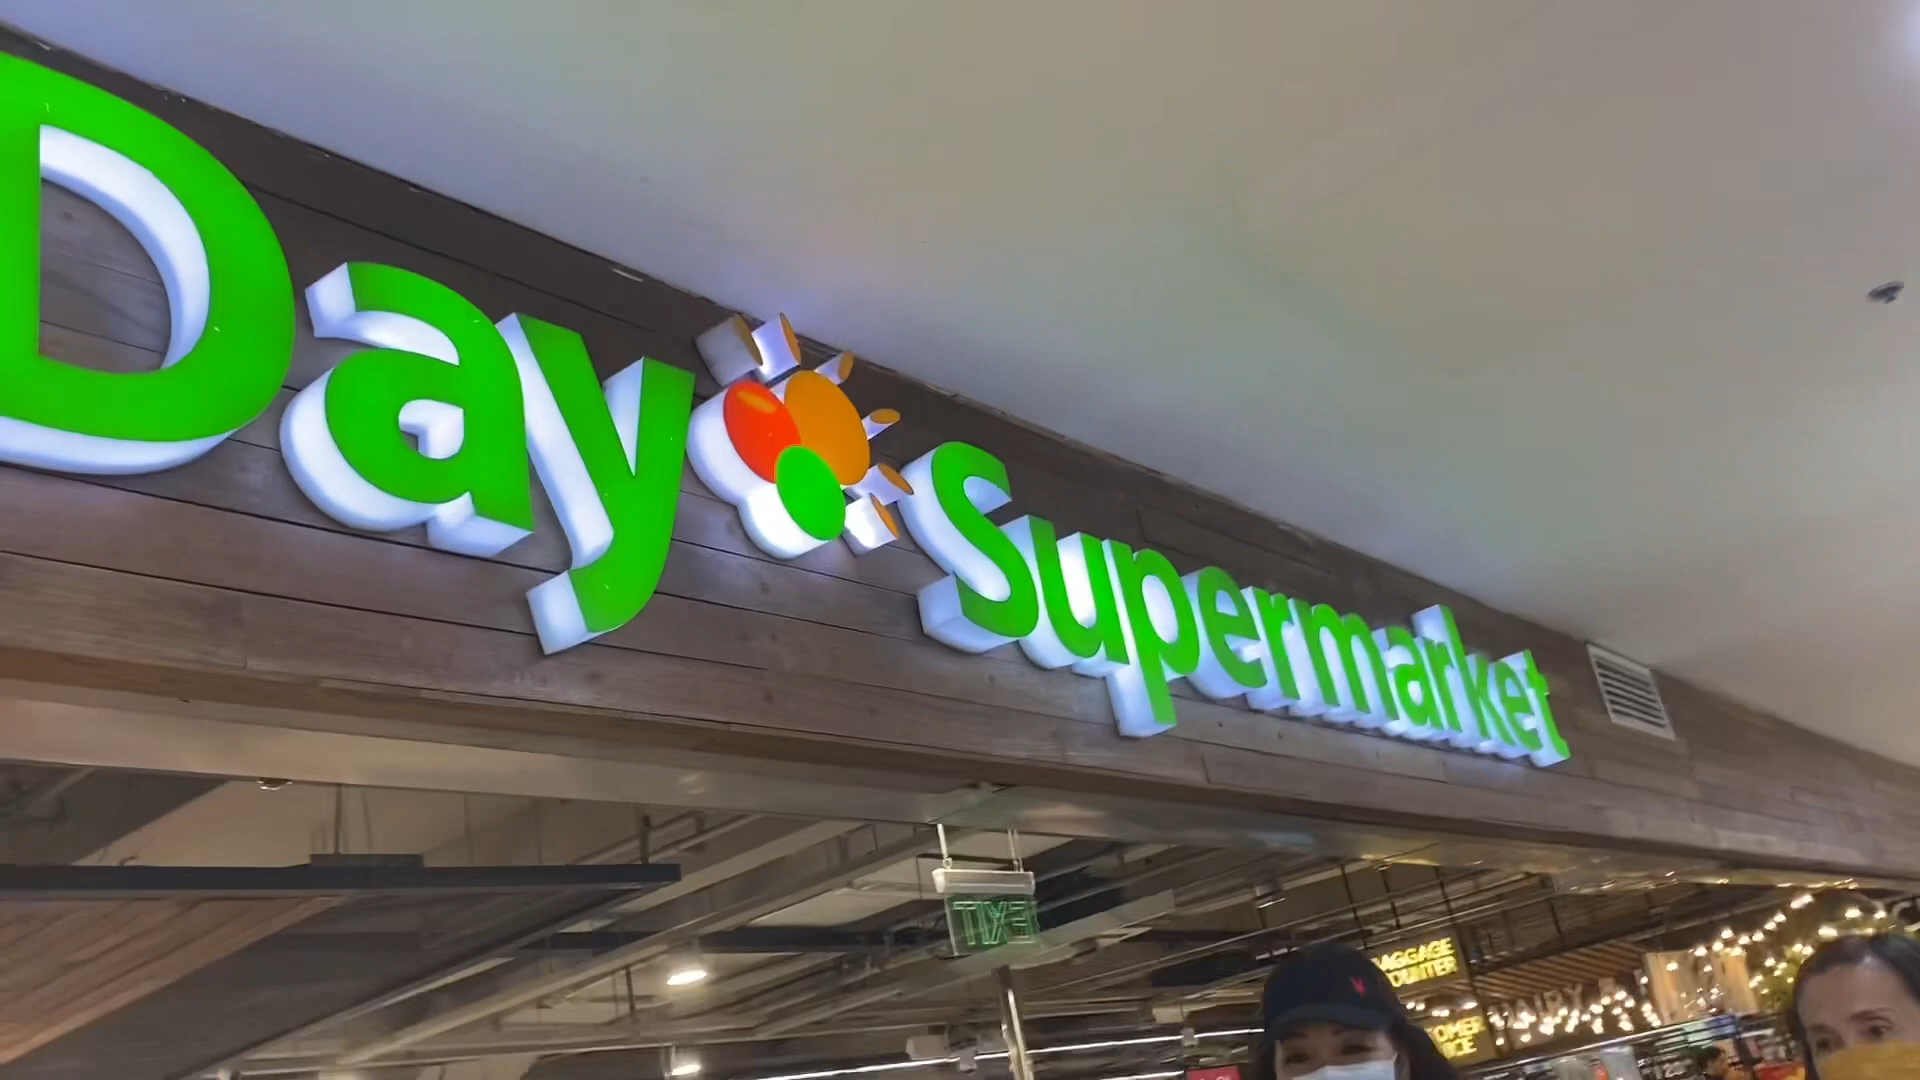 Day Supermarket
EXIT
BAGGAGE
COUNTER
DAIRY